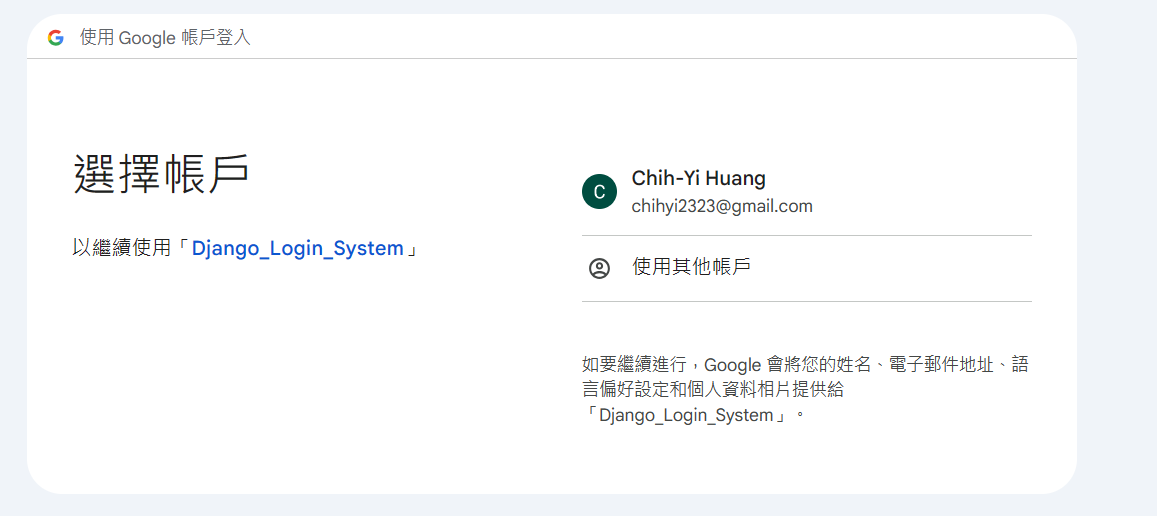 使用 Google 帳戶登入
選擇帳戶
以繼續使用「Django_Login_System」
C
Chih-Yi Huang
chihyi2323@gmail.com
使用其他帳戶
如要繼續進行，Google 會將您的姓名、電子郵件地址、語
言偏好設定和個人資料相片提供給
「Django_Login_System」。